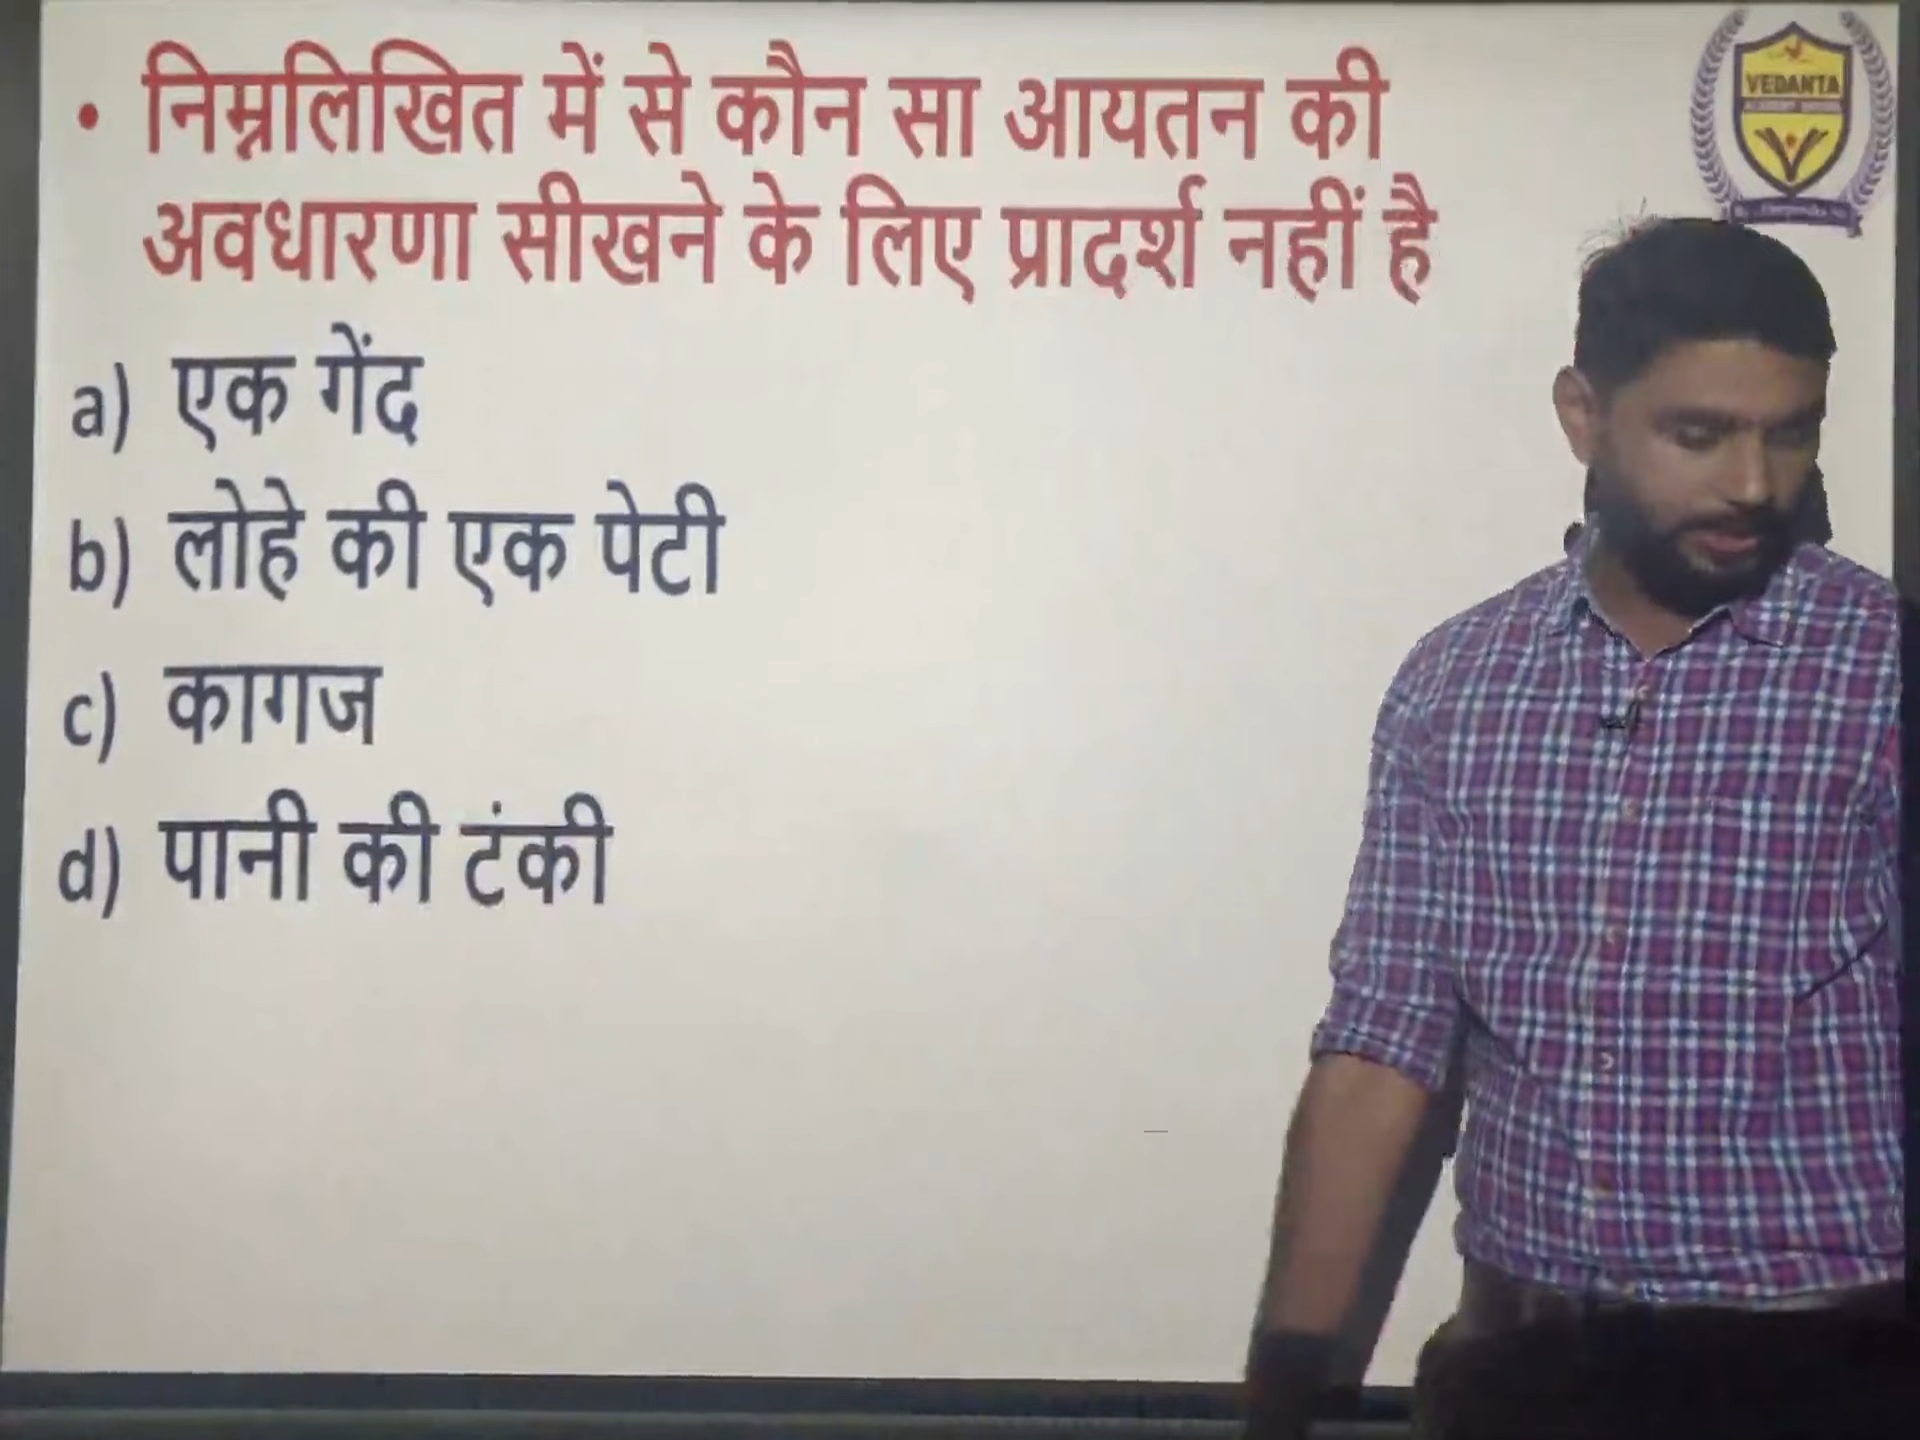 • निम्नलिखित में से कौन सा आयतन की
अवधारणा सीखने के लिए प्रादर्श नहीं है
a) एक गेंद
b) लोहे की एक पेटी
c) कागज
d) पानी की टंकी
VEDANTA